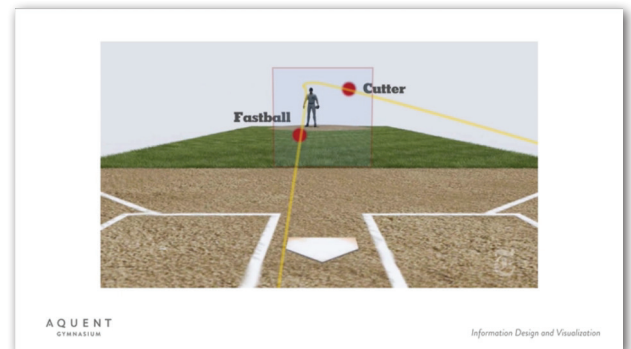 Cutter
Fastball
AQUENT
GYMNASIUM
Information Design and Visualization